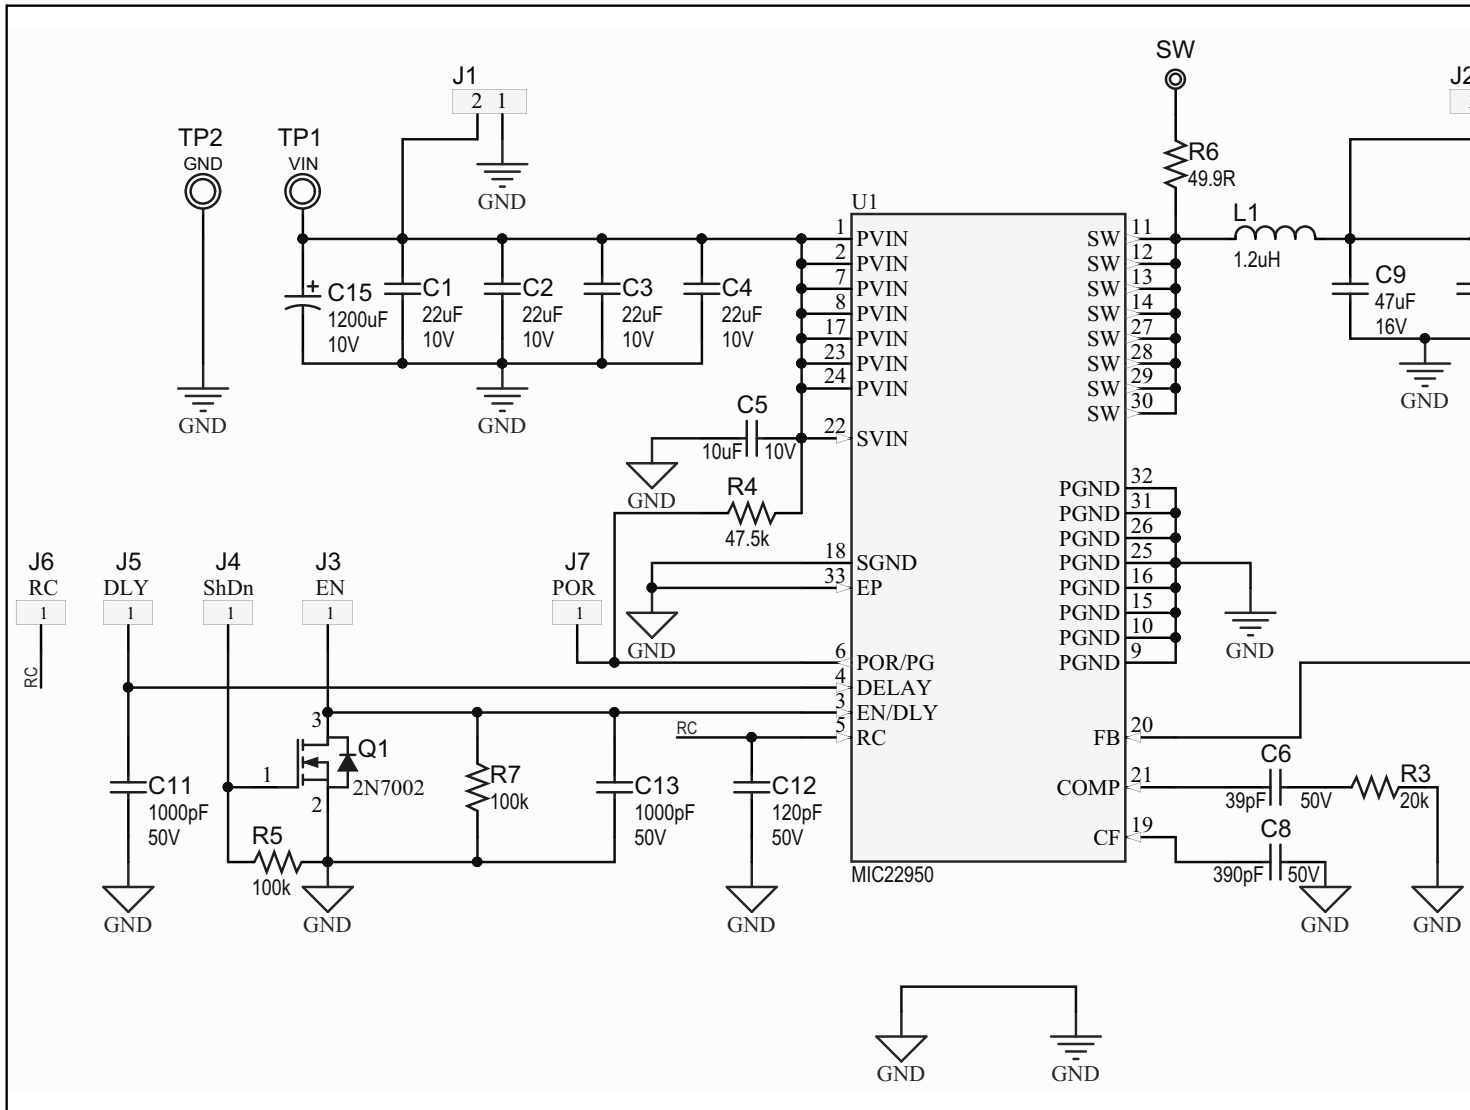 SW
J1
2 1
GND
TP2
GND
GND
TP1
VIN
C15
1200uF
10V
C1
22uF
10V
C2
22uF
10V
C3
22uF
10V
C4
22uF
10V
GND
R6
49.9R
L1
1.2uH
C9
47uF
16V
GND
U1
1 PVIN
2 PVIN
7 PVIN
8 PVIN
17 PVIN
23 PVIN
24 PVIN
22 SVIN
18 SGND
33 EP
6 POR/PG
4 DELAY
3 EN/DLY
5 RC
SW 11
SW 12
SW 13
SW 14
SW 27
SW 28
SW 29
SW 30
PGND 32
PGND 31
PGND 26
PGND 25
PGND 16
PGND 15
PGND 10
PGND 9
FB 20
COMP 21
CF 19
MIC22950
C5
10uF 10V
GND
R4
47.5k
GND
GND
J6
RC
1
RC
J5
DLY
1
J4
ShDn
1
J3
EN
1
J7
POR
1
C11
1000pF
50V
GND
3
1
2
Q1
2N7002
R5
100k
GND
R7
100k
C13
1000pF
50V
RC
C12
120pF
50V
GND
C6
39pF 50V
R3
20k
C8
390pF 50V
GND
GND
GND
GND